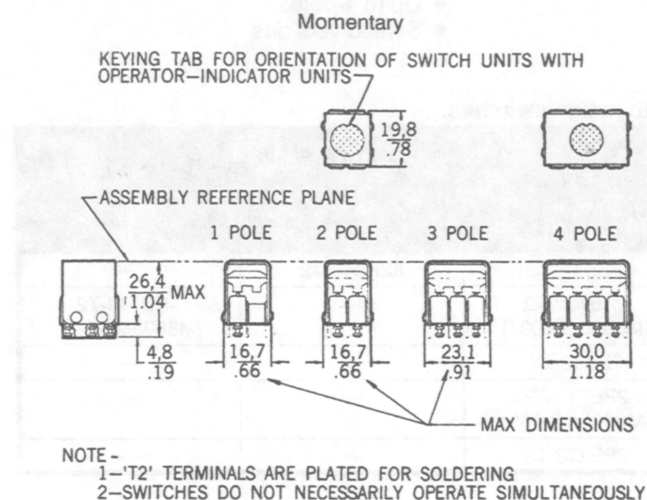 Momentary
KEYING TAB FOR ORIENTATION OF SWITCH UNITS WITH
OPERATOR–INDICATOR UNITS
19,8
.78
ASSEMBLY REFERENCE PLANE
1 POLE 2 POLE 3 POLE 4 POLE
26,4
1.04
MAX
4,8
.19
16,7
.66
16,7
.66
23,1
.91
30,0
1.18
MAX DIMENSIONS
NOTE -
1–'T2' TERMINALS ARE PLATED FOR SOLDERING
2–SWITCHES DO NOT NECESSARILY OPERATE SIMULTANEOUSLY